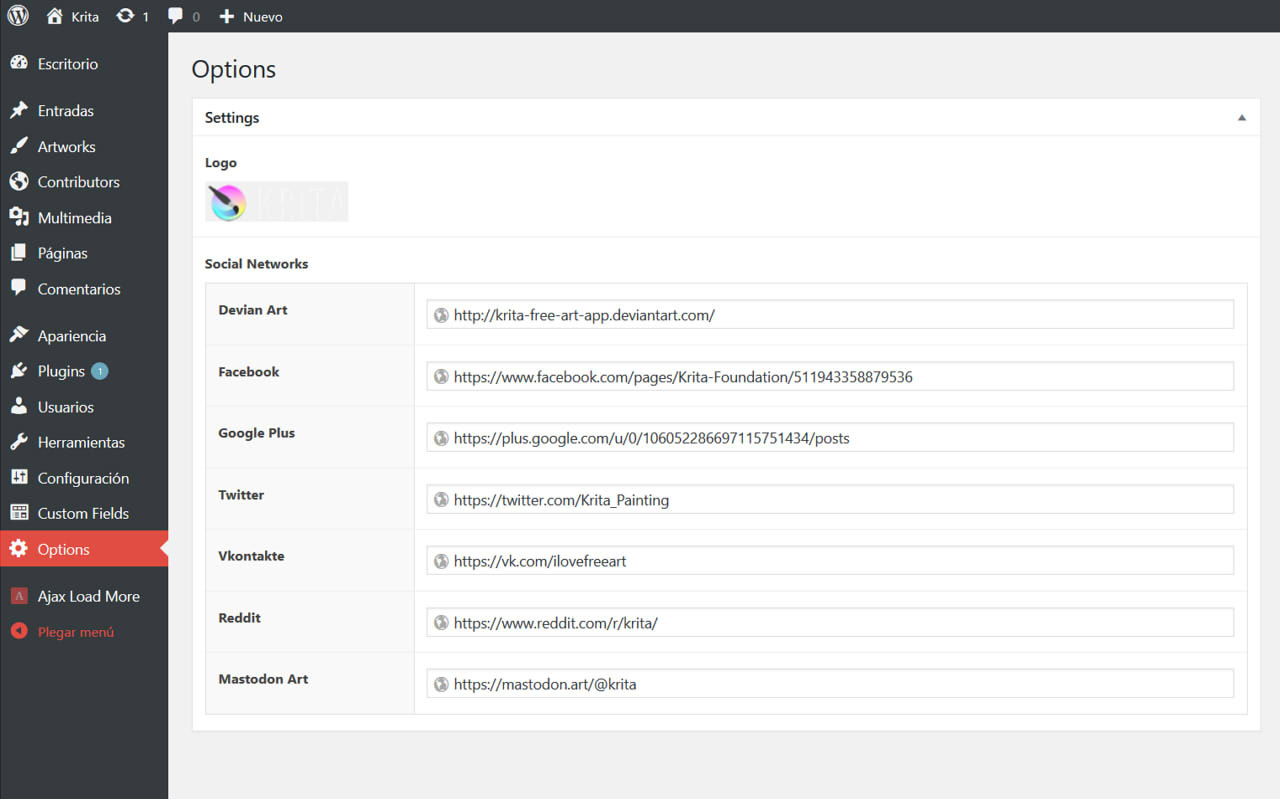 Krita 1 0 Nuevo
Escritorio
Entradas
Artworks
Contributors
Multimedia
Páginas
Comentarios
Apariencia
Plugins 1
Usuarios
Herramientas
Configuración
Custom Fields
Options
A Ajax Load More
Plegar menú
Options
Settings
Logo
KRITA
Social Networks
Devian Art
http://krita-free-art-app.deviantart.com/
Facebook
https://www.facebook.com/pages/Krita-Foundation/511943358879536
Google Plus
https://plus.google.com/u/0/106052286697115751434/posts
Twitter
https://twitter.com/Krita_Painting
Vkontakte
https://vk.com/ilovefreeart
Reddit
https://www.reddit.com/r/krita/
Mastodon Art
https://mastodon.art/@krita